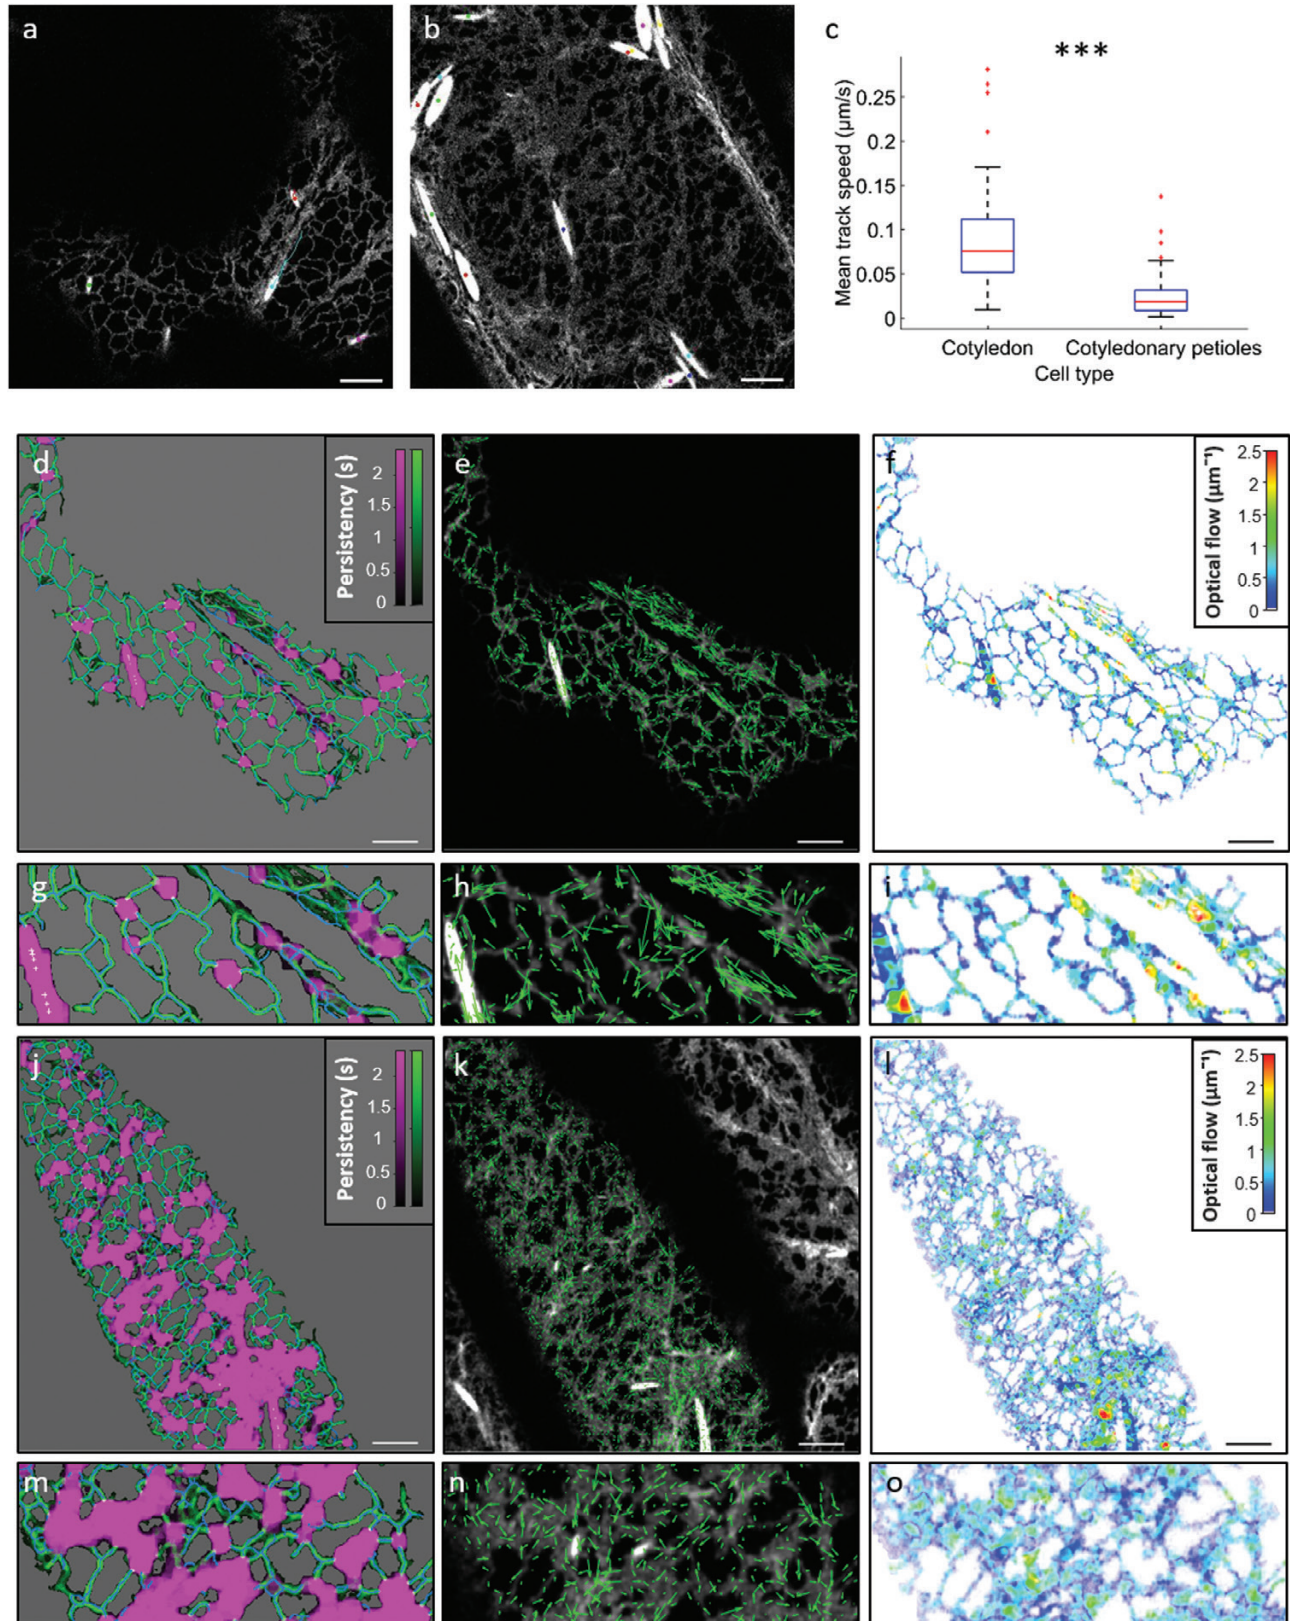 a
b
c
***
Mean track speed (µm/s)
0.25
0.2
0.15
0.1
0.05
0
Cotyledon
Cotyledonary petioles
Cell type
d
Persistency (s)
2
1.5
1
0.5
0
e
f
Optical flow (µm⁻¹)
2.5
2
1.5
1
0.5
0
g
h
i
j
Persistency (s)
2
1.5
1
0.5
0
k
l
Optical flow (µm⁻¹)
2.5
2
1.5
1
0.5
0
m
n
o